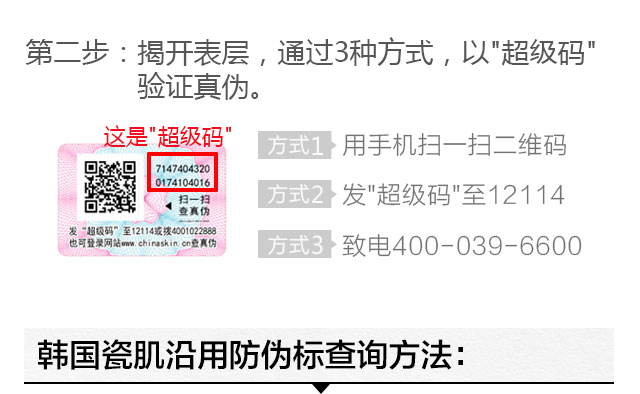 第二步：揭开表层，通过3种方式，以"超级码"
验证真伪。
这是"超级码"
7147404320
0174104016
扫一扫
查真伪
发“超级码”至12114或拨4001022888
也可登录网站www.chinaskin.cn查真伪
方式1 用手机扫一扫二维码
方式2 发"超级码"至12114
方式3 致电400-039-6600
韩国瓷肌沿用防伪标查询方法：